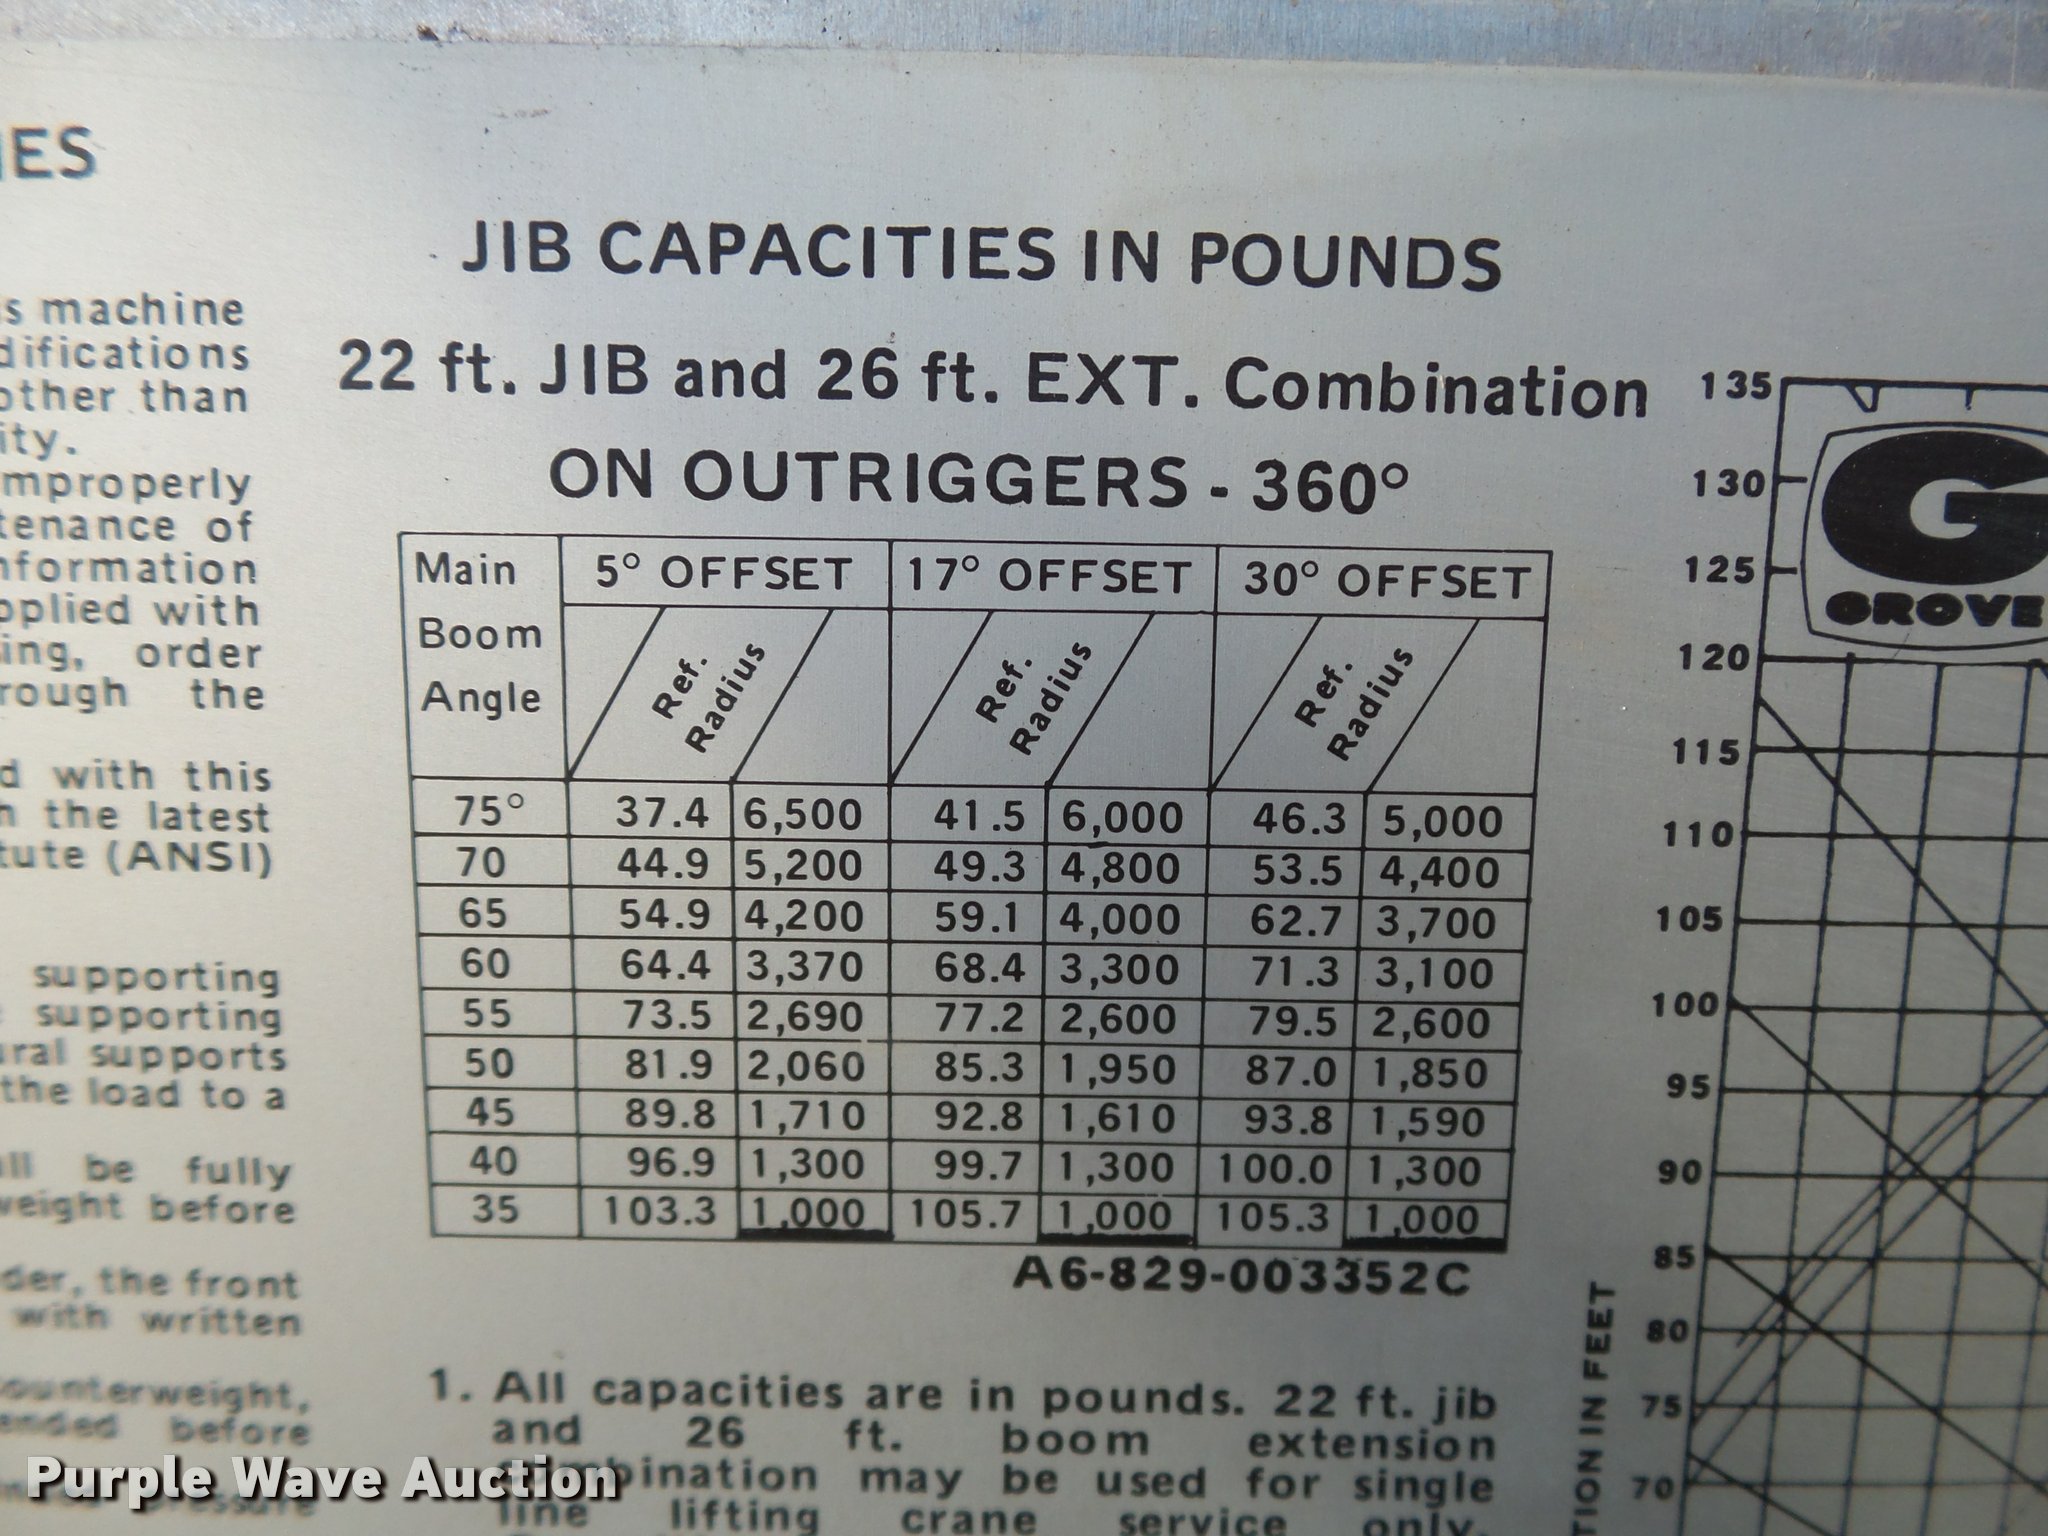 ES
s machine
difications
other than
ity.
mproperly
tenance of
nformation
pplied with
ing, order
rough the
d with this
h the latest
tute (ANSI)
supporting
supporting
ural supports
the load to a
all be fully
weight before
der, the front
with written
ounterweight,
ended before
pressure
JIB CAPACITIES IN POUNDS
22 ft. JIB and 26 ft. EXT. Combination
ON OUTRIGGERS - 360°
Main Boom Angle 5° OFFSET 17° OFFSET 30° OFFSET
Ref. Radius Ref. Radius Ref. Radius
75° 37.4 6,500 41.5 6,000 46.3 5,000
70 44.9 5,200 49.3 4,800 53.5 4,400
65 54.9 4,200 59.1 4,000 62.7 3,700
60 64.4 3,370 68.4 3,300 71.3 3,100
55 73.5 2,690 77.2 2,600 79.5 2,600
50 81.9 2,060 85.3 1,950 87.0 1,850
45 89.8 1,710 92.8 1,610 93.8 1,590
40 96.9 1,300 99.7 1,300 100.0 1,300
35 103.3 1,000 105.7 1,000 105.3 1,000
A6-829-003352C
1. All capacities are in pounds. 22 ft. jib
and 26 ft. boom extension
combination may be used for single
line lifting crane service only.
135
130
125
120
115
110
105
100
95
90
85
80
75
70
TION IN FEET
G
GROVE
Purple Wave Auction